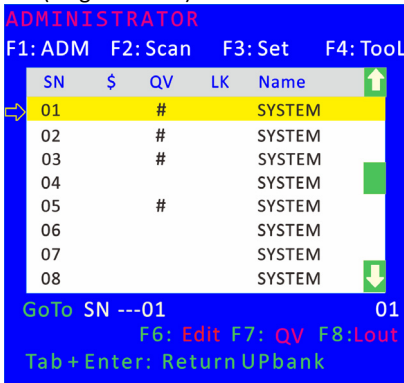 ADMINISTRATOR
F1: ADM F2: Scan F3: Set F4: TooL
SN $ QV LK Name
01 # SYSTEM
02 # SYSTEM
03 # SYSTEM
04 SYSTEM
05 # SYSTEM
06 SYSTEM
07 SYSTEM
08 SYSTEM
GoTo SN ---01 01
F6: Edit F7: QV F8:Lout
Tab+Enter: Return UPbank